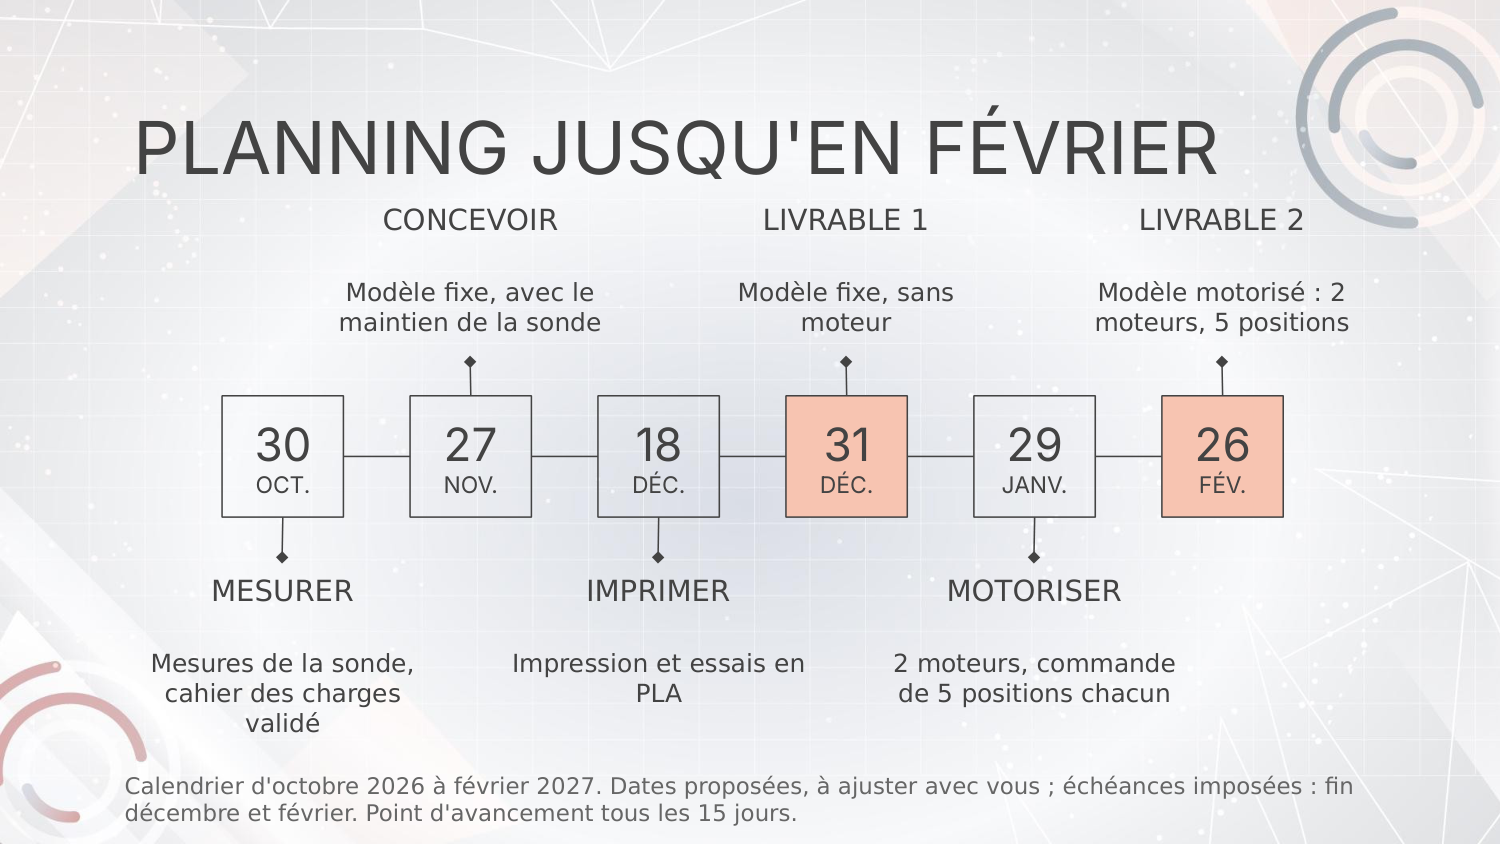 PLANNING JUSQU'EN FÉVRIER
CONCEVOIR
Modèle fixe, avec le
maintien de la sonde
LIVRABLE 1
Modèle fixe, sans
moteur
LIVRABLE 2
Modèle motorisé : 2
moteurs, 5 positions
30
OCT.
27
NOV.
18
DÉC.
31
DÉC.
29
JANV.
26
FÉV.
MESURER
Mesures de la sonde,
cahier des charges
validé
IMPRIMER
Impression et essais en
PLA
MOTORISER
2 moteurs, commande
de 5 positions chacun
Calendrier d'octobre 2026 à février 2027. Dates proposées, à ajuster avec vous ; échéances imposées : fin
décembre et février. Point d'avancement tous les 15 jours.